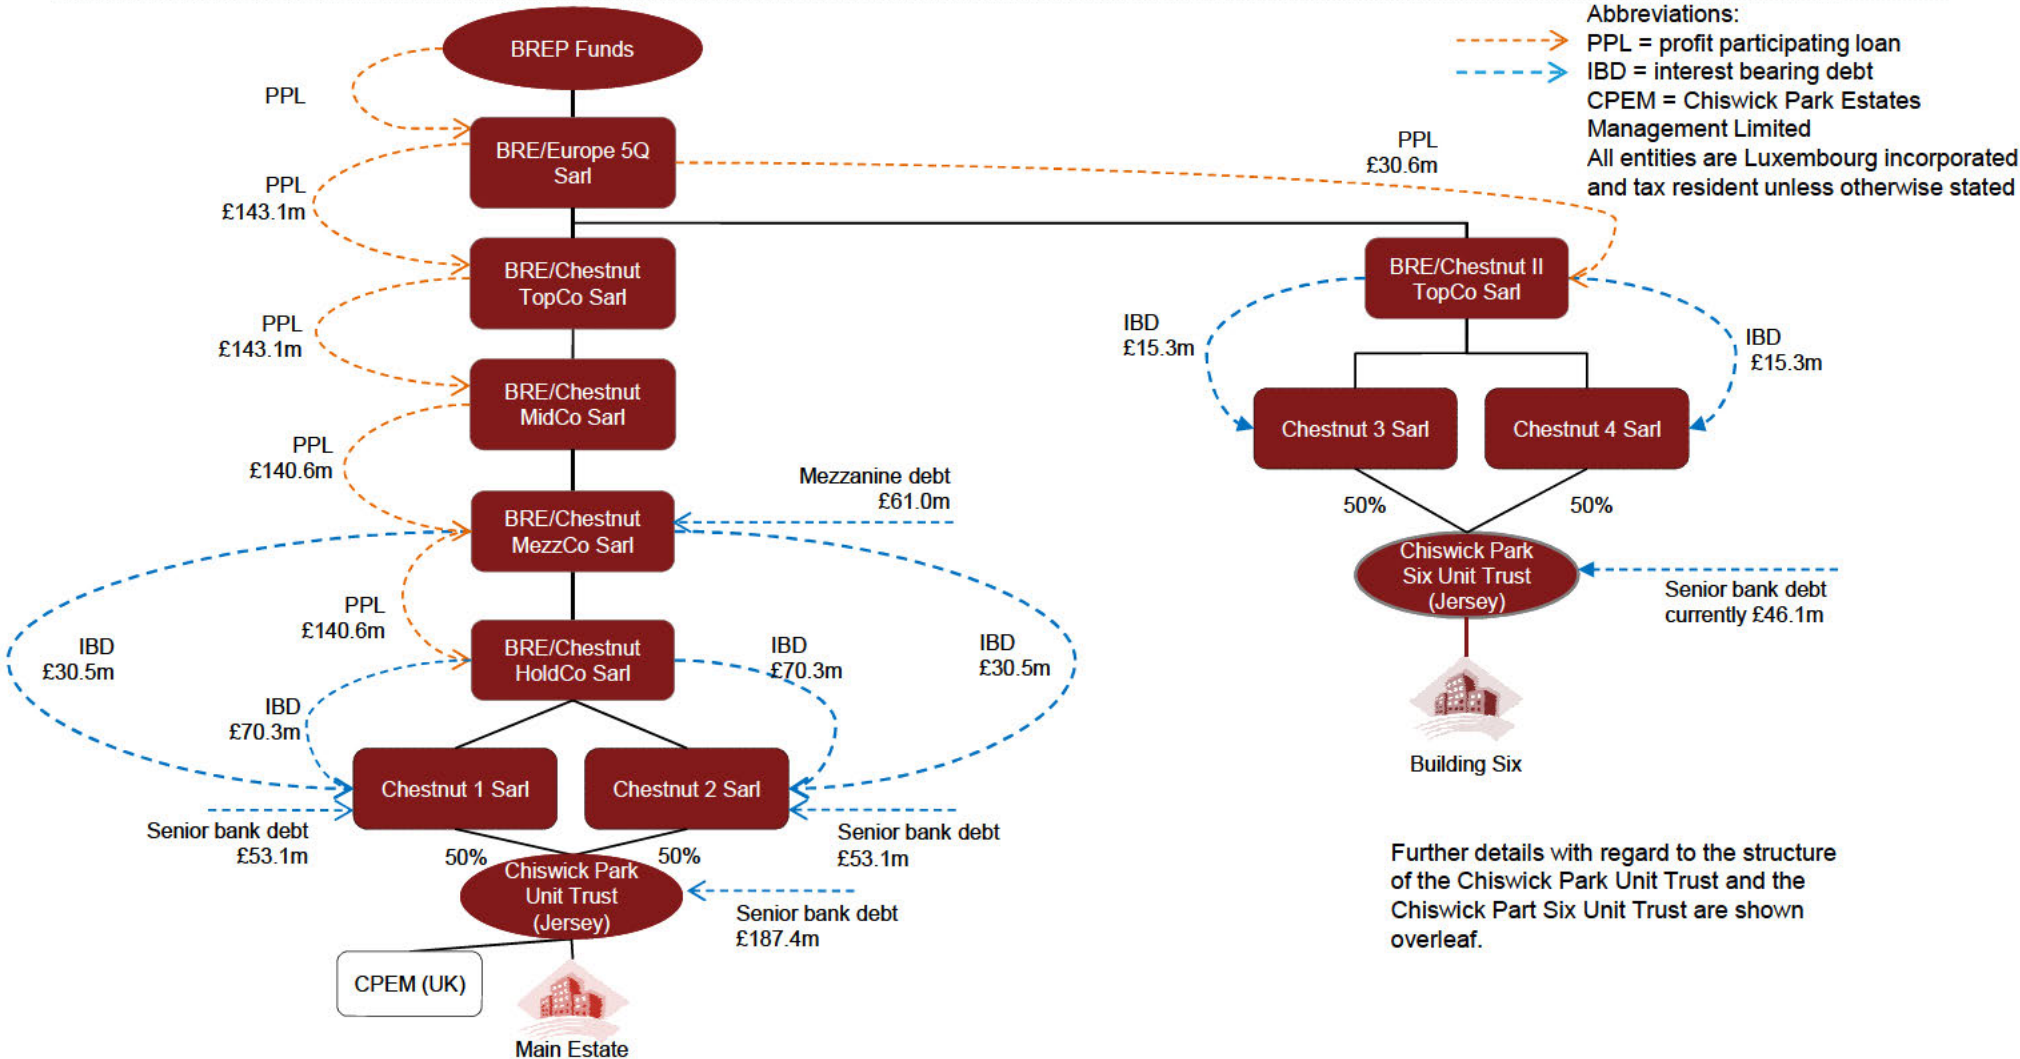 BREP Funds
PPL
BRE/Europe 5Q
Sarl
PPL
£143.1m
PPL
£30.6m
Abbreviations:
PPL = profit participating loan
IBD = interest bearing debt
CPEM = Chiswick Park Estates
Management Limited
All entities are Luxembourg incorporated
and tax resident unless otherwise stated
BRE/Chestnut
TopCo Sarl
PPL
£143.1m
BRE/Chestnut
MidCo Sarl
PPL
£140.6m
Mezzanine debt
£61.0m
BRE/Chestnut
MezzCo Sarl
PPL
£140.6m
BRE/Chestnut
HoldCo Sarl
IBD
£30.5m
IBD
£70.3m
IBD
£70.3m
IBD
£30.5m
Chestnut 1 Sarl
Chestnut 2 Sarl
Senior bank debt
£53.1m
Senior bank debt
£53.1m
50%
50%
Chiswick Park
Unit Trust
(Jersey)
Senior bank debt
£187.4m
CPEM (UK)
Main Estate
BRE/Chestnut II
TopCo Sarl
IBD
£15.3m
IBD
£15.3m
Chestnut 3 Sarl
Chestnut 4 Sarl
50%
50%
Chiswick Park
Six Unit Trust
(Jersey)
Senior bank debt
currently £46.1m
Building Six
Further details with regard to the structure
of the Chiswick Park Unit Trust and the
Chiswick Part Six Unit Trust are shown
overleaf.